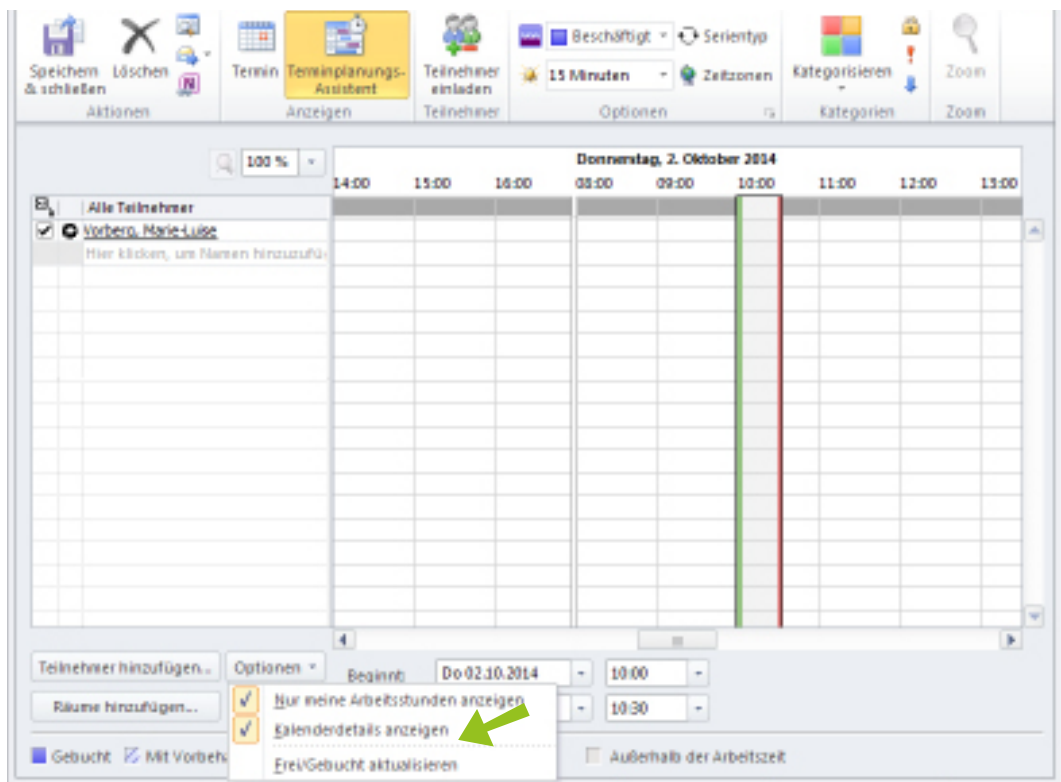 Speichern & schließen
Löschen
Termin
Terminplanungs-Assistent
Teilnehmer einladen
Beschäftigt
Serientyp
15 Minuten
Zeitzonen
Kategorisieren
Zoom
Aktionen
Anzeigen
Teilnehmer
Optionen
Kategorien
Zoom
100 %
Donnerstag, 2. Oktober 2014
14:00 15:00 16:00 08:00 09:00 10:00 11:00 12:00 13:00
Alle Teilnehmer
Vorberg, Marie-Luise
Hier klicken, um Namen hinzuzufü
Teilnehmer hinzufügen...
Optionen
Beginnt:
Do 02.10.2014
10:00
Räume hinzufügen...
Nur meine Arbeitsstunden anzeigen
10:30
Kalenderdetails anzeigen
Gebucht
Mit Vorbeh
Außerhalb der Arbeitszeit
Frei/Gebucht aktualisieren